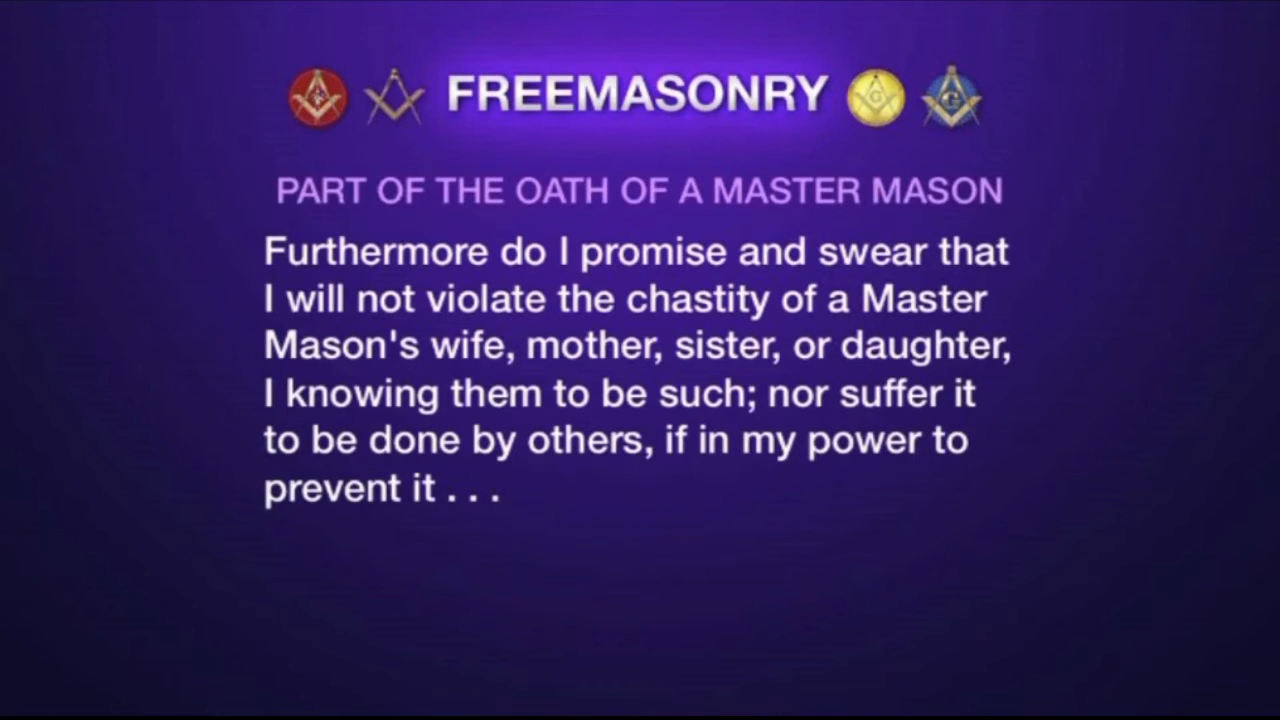 FREEMASONRY
PART OF THE OATH OF A MASTER MASON
Furthermore do I promise and swear that
I will not violate the chastity of a Master
Mason's wife, mother, sister, or daughter,
I knowing them to be such; nor suffer it
to be done by others, if in my power to
prevent it . . .